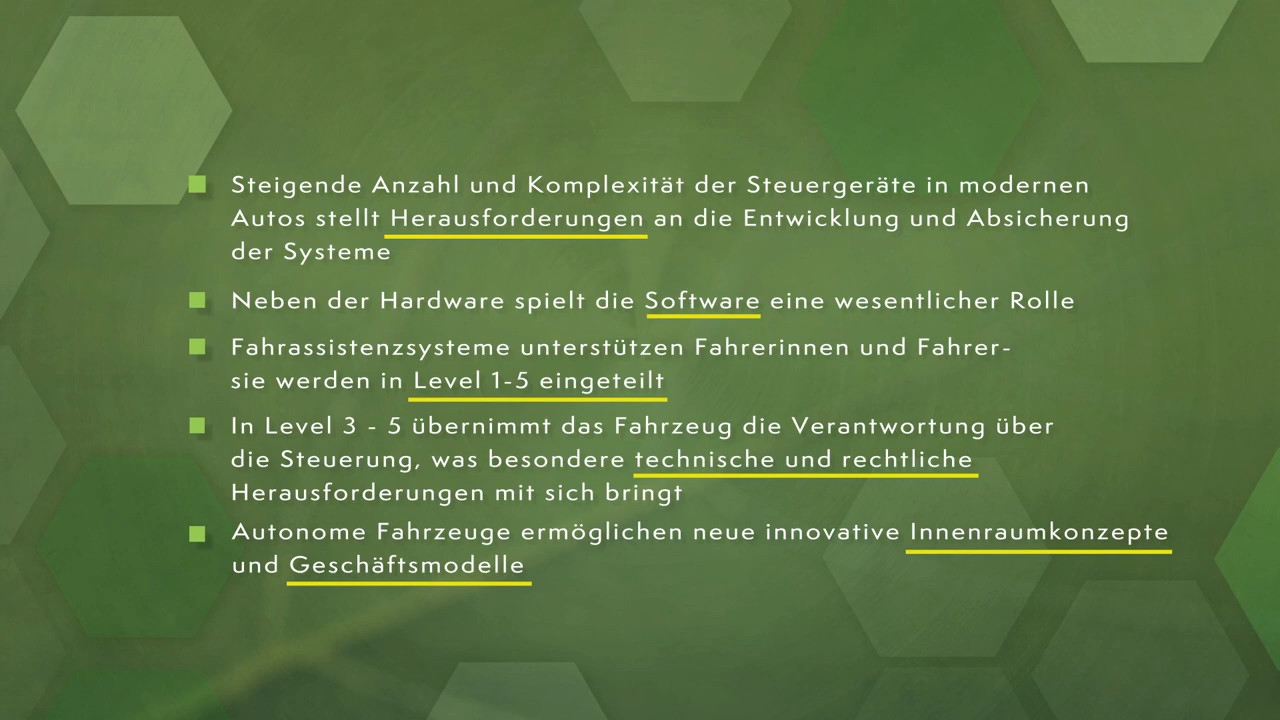 Steigende Anzahl und Komplexität der Steuergeräte in modernen
Autos stellt Herausforderungen an die Entwicklung und Absicherung
der Systeme
Neben der Hardware spielt die Software eine wesentlicher Rolle
Fahrassistenzsysteme unterstützen Fahrerinnen und Fahrer-
sie werden in Level 1-5 eingeteilt
In Level 3 - 5 übernimmt das Fahrzeug die Verantwortung über
die Steuerung, was besondere technische und rechtliche
Herausforderungen mit sich bringt
Autonome Fahrzeuge ermöglichen neue innovative Innenraumkonzepte
und Geschäftsmodelle